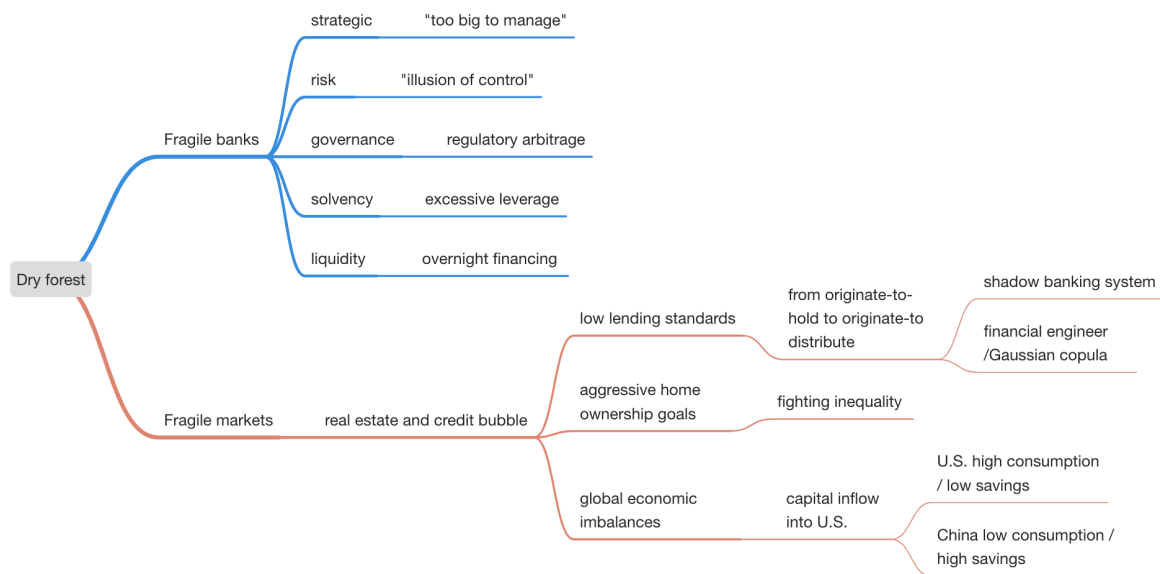 Dry forest
Fragile banks
strategic
"too big to manage"
risk
"illusion of control"
governance
regulatory arbitrage
solvency
excessive leverage
liquidity
overnight financing
Fragile markets
real estate and credit bubble
low lending standards
from originate-to-
hold to originate-to
distribute
shadow banking system
financial engineer
/Gaussian copula
aggressive home
ownership goals
fighting inequality
global economic
imbalances
capital inflow
into U.S.
U.S. high consumption
/ low savings
China low consumption /
high savings